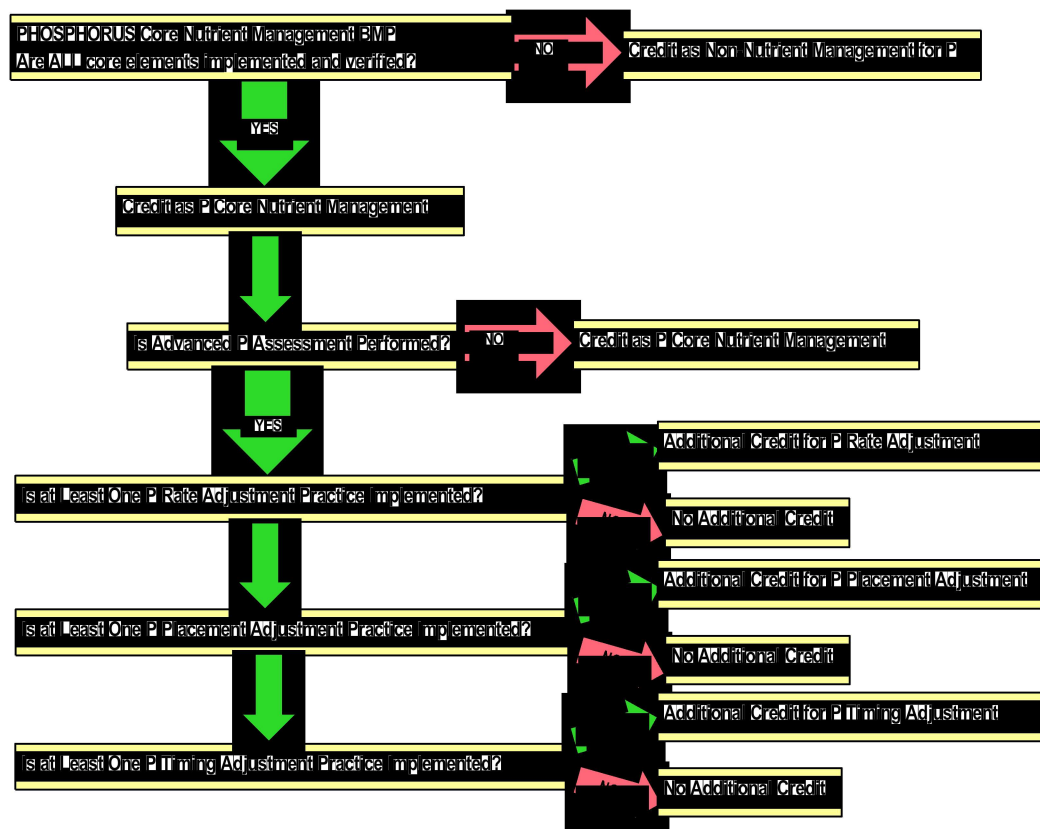 PHOSPHORUS Core Nutrient Management BMP
Are ALL core elements implemented and verified?
NO
Credit as Non-Nutrient Management for P
YES
Credit as P Core Nutrient Management
Is Advanced P Assessment Performed?
NO
Credit as P Core Nutrient Management
YES
Additional Credit for P Rate Adjustment
Is at Least One P Rate Adjustment Practice Implemented?
No Additional Credit
Additional Credit for P Placement Adjustment
Is at Least One P Placement Adjustment Practice Implemented?
No Additional Credit
Additional Credit for P Timing Adjustment
Is at Least One P Timing Adjustment Practice Implemented?
No Additional Credit